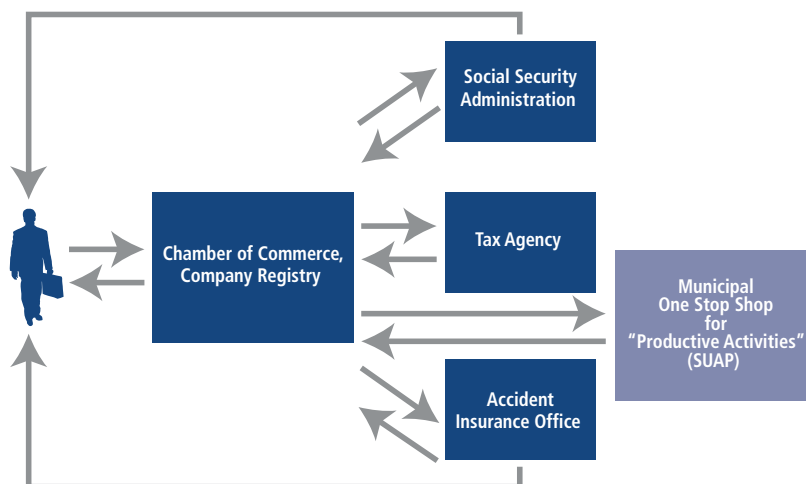 Social Security
Administration
Chamber of Commerce,
Company Registry
Tax Agency
Municipal
One Stop Shop
for
“Productive Activities”
(SUAP)
Accident
Insurance Office